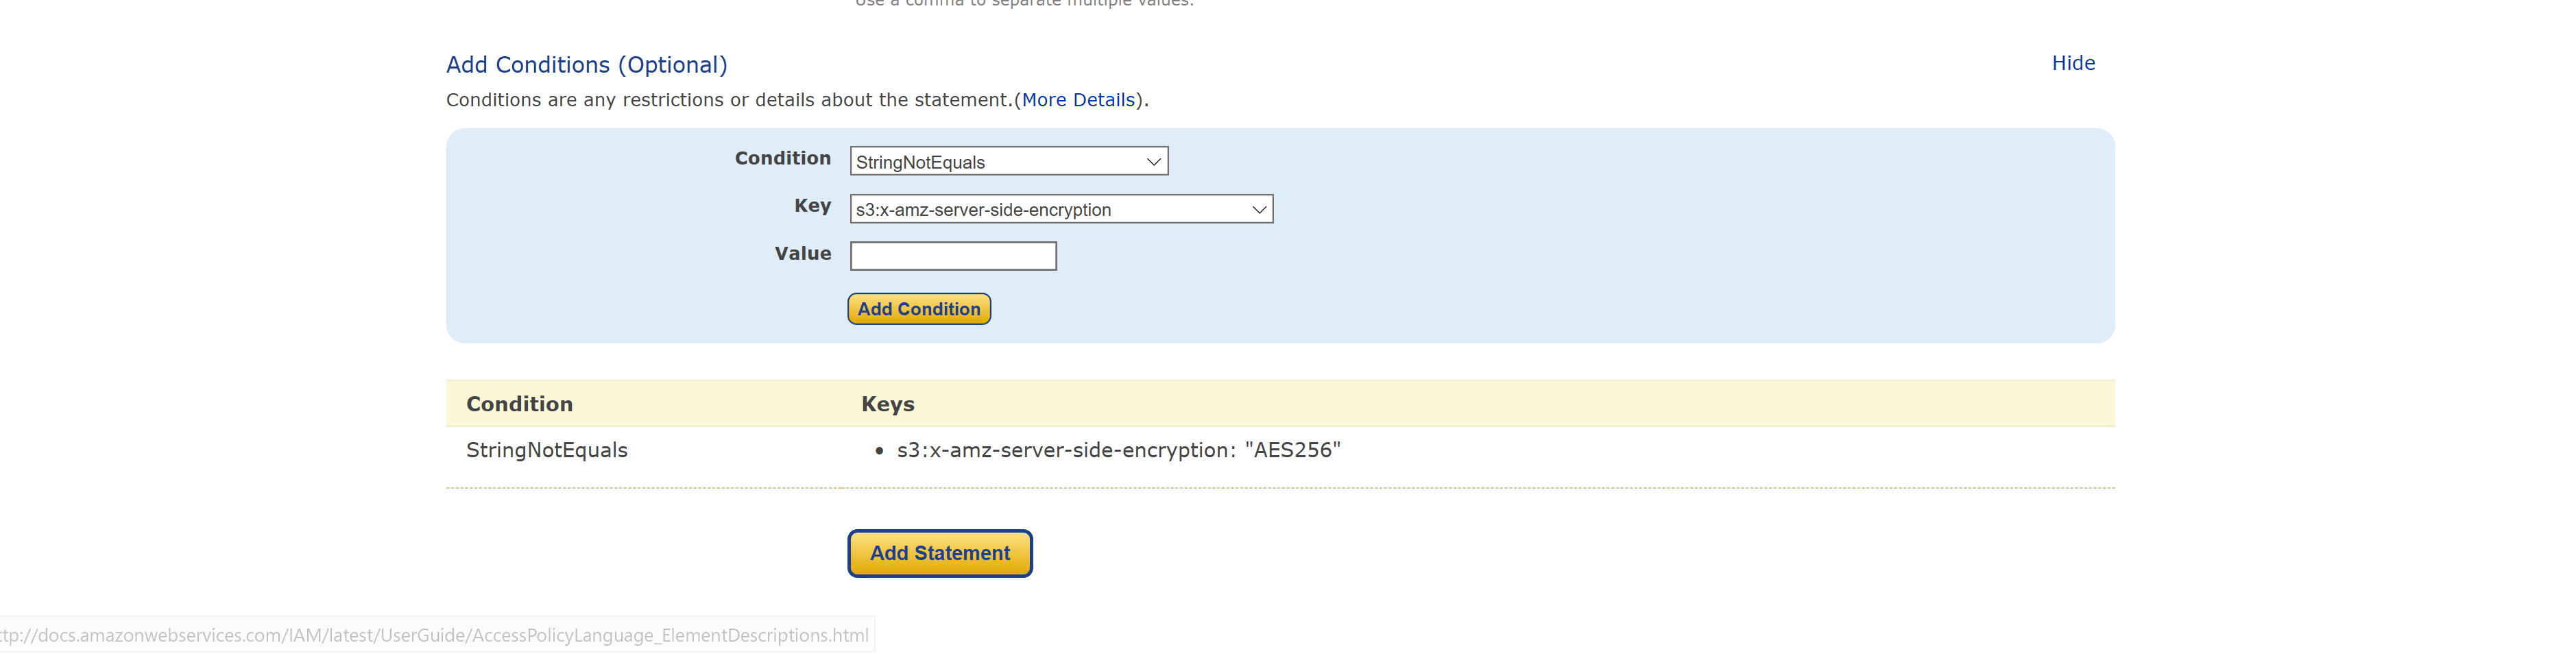 Use a comma to separate multiple values.
Add Conditions (Optional)
Hide
Conditions are any restrictions or details about the statement.(More Details).
Condition
StringNotEquals
Key
s3:x-amz-server-side-encryption
Value
Add Condition
Condition Keys
StringNotEquals • s3:x-amz-server-side-encryption: "AES256"
Add Statement
ttp://docs.amazonwebservices.com/IAM/latest/UserGuide/AccessPolicyLanguage_ElementDescriptions.html